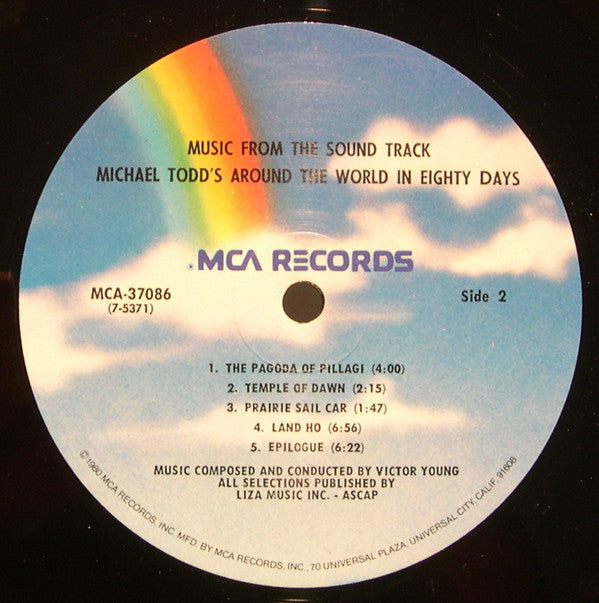 MUSIC FROM THE SOUND TRACK
MICHAEL TODD'S AROUND THE WORLD IN EIGHTY DAYS
MCA RECORDS
MCA-37086
(7-5371)
Side 2
1. THE PAGODA OF PILLAGI (4:00)
2. TEMPLE OF DAWN (2:15)
3. PRAIRIE SAIL CAR (1:47)
4. LAND HO (6:56)
5. EPILOGUE (6:22)
MUSIC COMPOSED AND CONDUCTED BY VICTOR YOUNG
ALL SELECTIONS PUBLISHED BY
LIZA MUSIC INC. - ASCAP
©1980 MCA RECORDS, INC. MFD. BY MCA RECORDS, INC., 70 UNIVERSAL PLAZA, UNIVERSAL CITY, CALIF. 91608